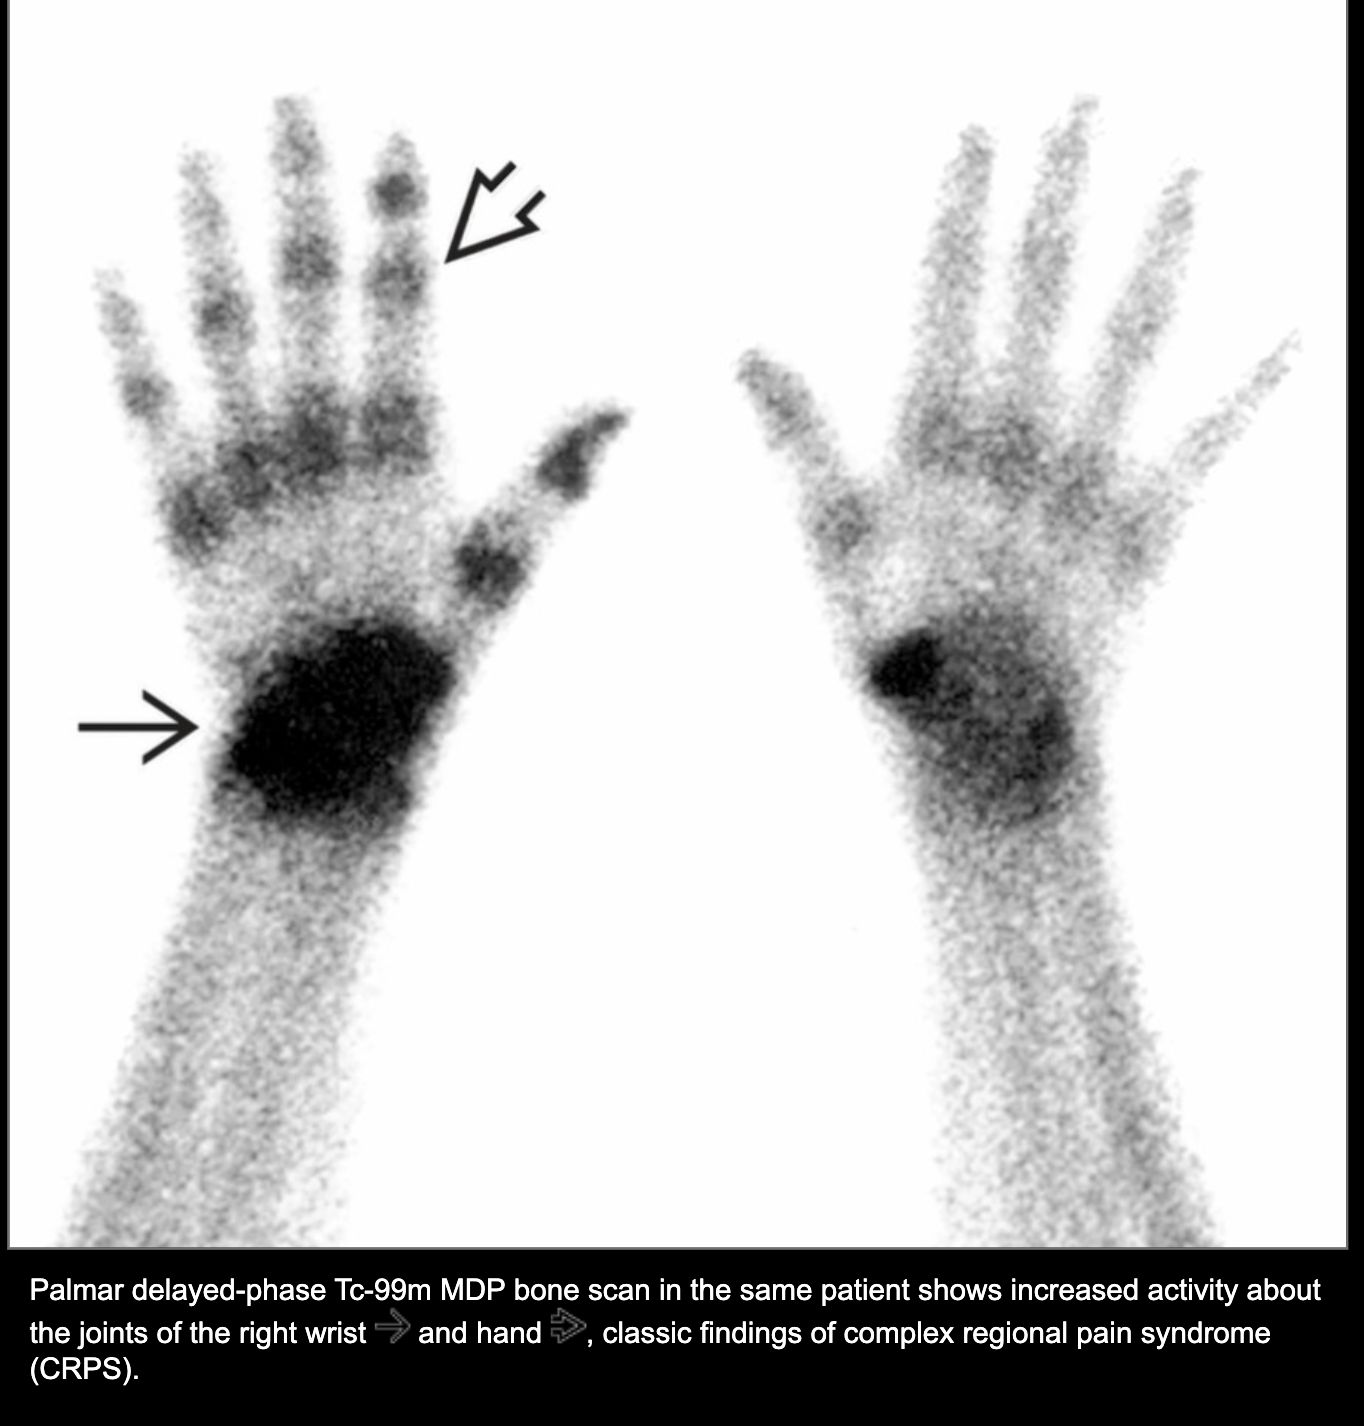 Palmar delayed-phase Tc-99m MDP bone scan in the same patient shows increased activity about
the joints of the right wrist and hand , classic findings of complex regional pain syndrome
(CRPS).